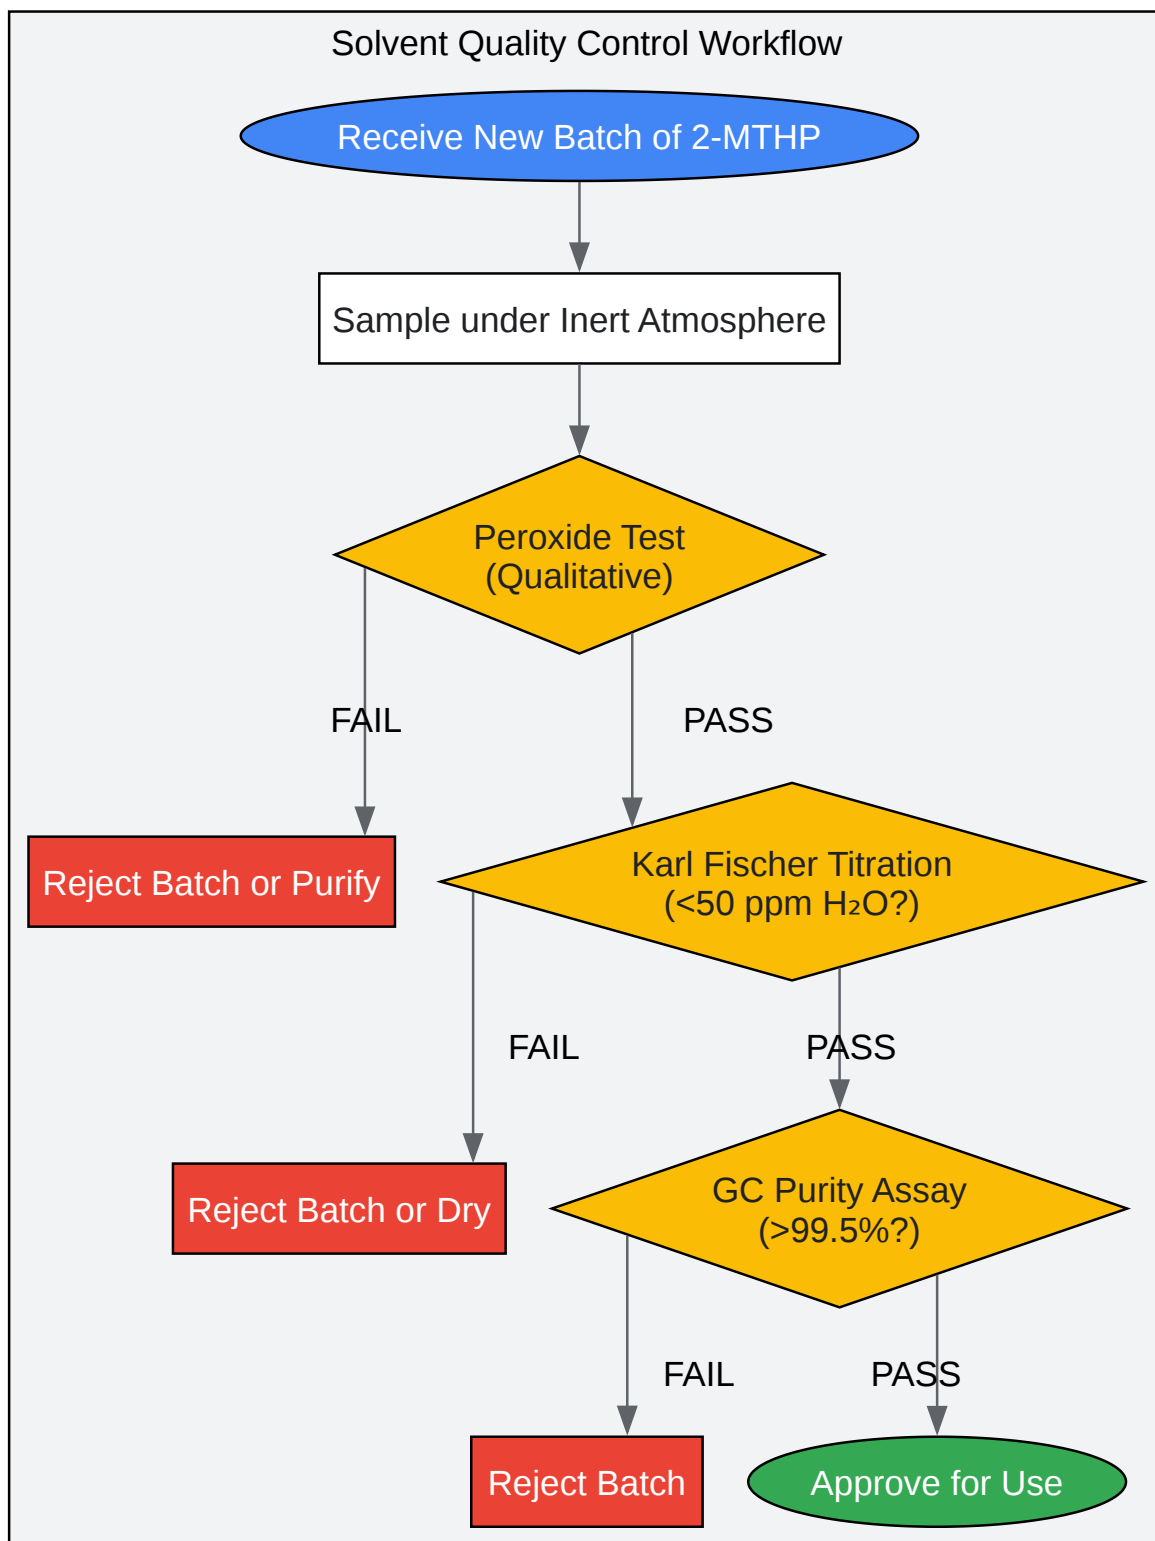 Solvent Quality Control Workflow
Receive New Batch of 2-MTHP
Sample under Inert Atmosphere
Peroxide Test
(Qualitative)
FAIL
PASS
Reject Batch or Purify
Karl Fischer Titration
(<50 ppm H₂O?)
FAIL
PASS
Reject Batch or Dry
GC Purity Assay
(>99.5%?)
FAIL
PASS
Reject Batch
Approve for Use